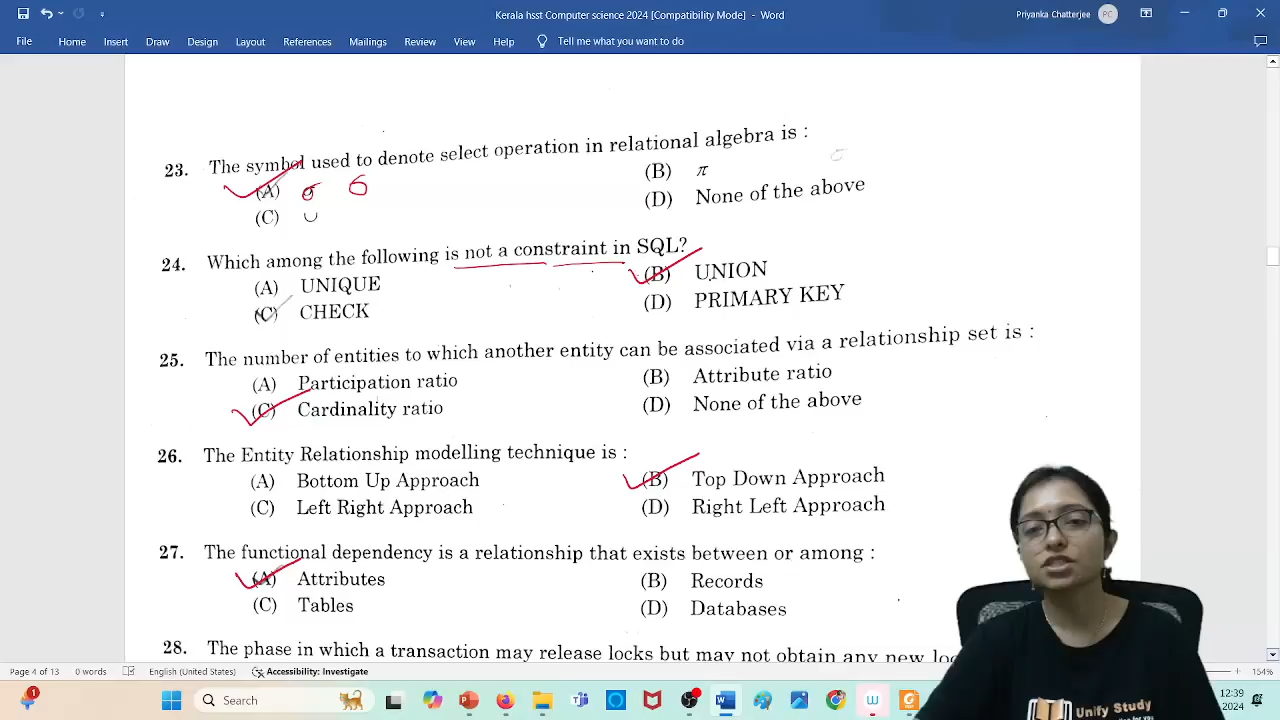 Kerala hsst Computer science 2024 [Compatibility Mode] - Word
Priyanka Chatterjee PC
File Home Insert Draw Design Layout References Mailings Review View Help Tell me what you want to do
23. The symbol used to denote select operation in relational algebra is :
(A) σ σ (B) π
(C) ∪ (D) None of the above
24. Which among the following is not a constraint in SQL?
(A) UNIQUE (B) UNION
(C) CHECK (D) PRIMARY KEY
25. The number of entities to which another entity can be associated via a relationship set is :
(A) Participation ratio (B) Attribute ratio
(C) Cardinality ratio (D) None of the above
26. The Entity Relationship modelling technique is :
(A) Bottom Up Approach (B) Top Down Approach
(C) Left Right Approach (D) Right Left Approach
27. The functional dependency is a relationship that exists between or among :
(A) Attributes (B) Records
(C) Tables (D) Databases
28. The phase in which a transaction may release locks but may not obtain any new
Page 4 of 13 0 words English (United States) Accessibility: Investigate 154%
1 Search 12:39
2024
Unify Study